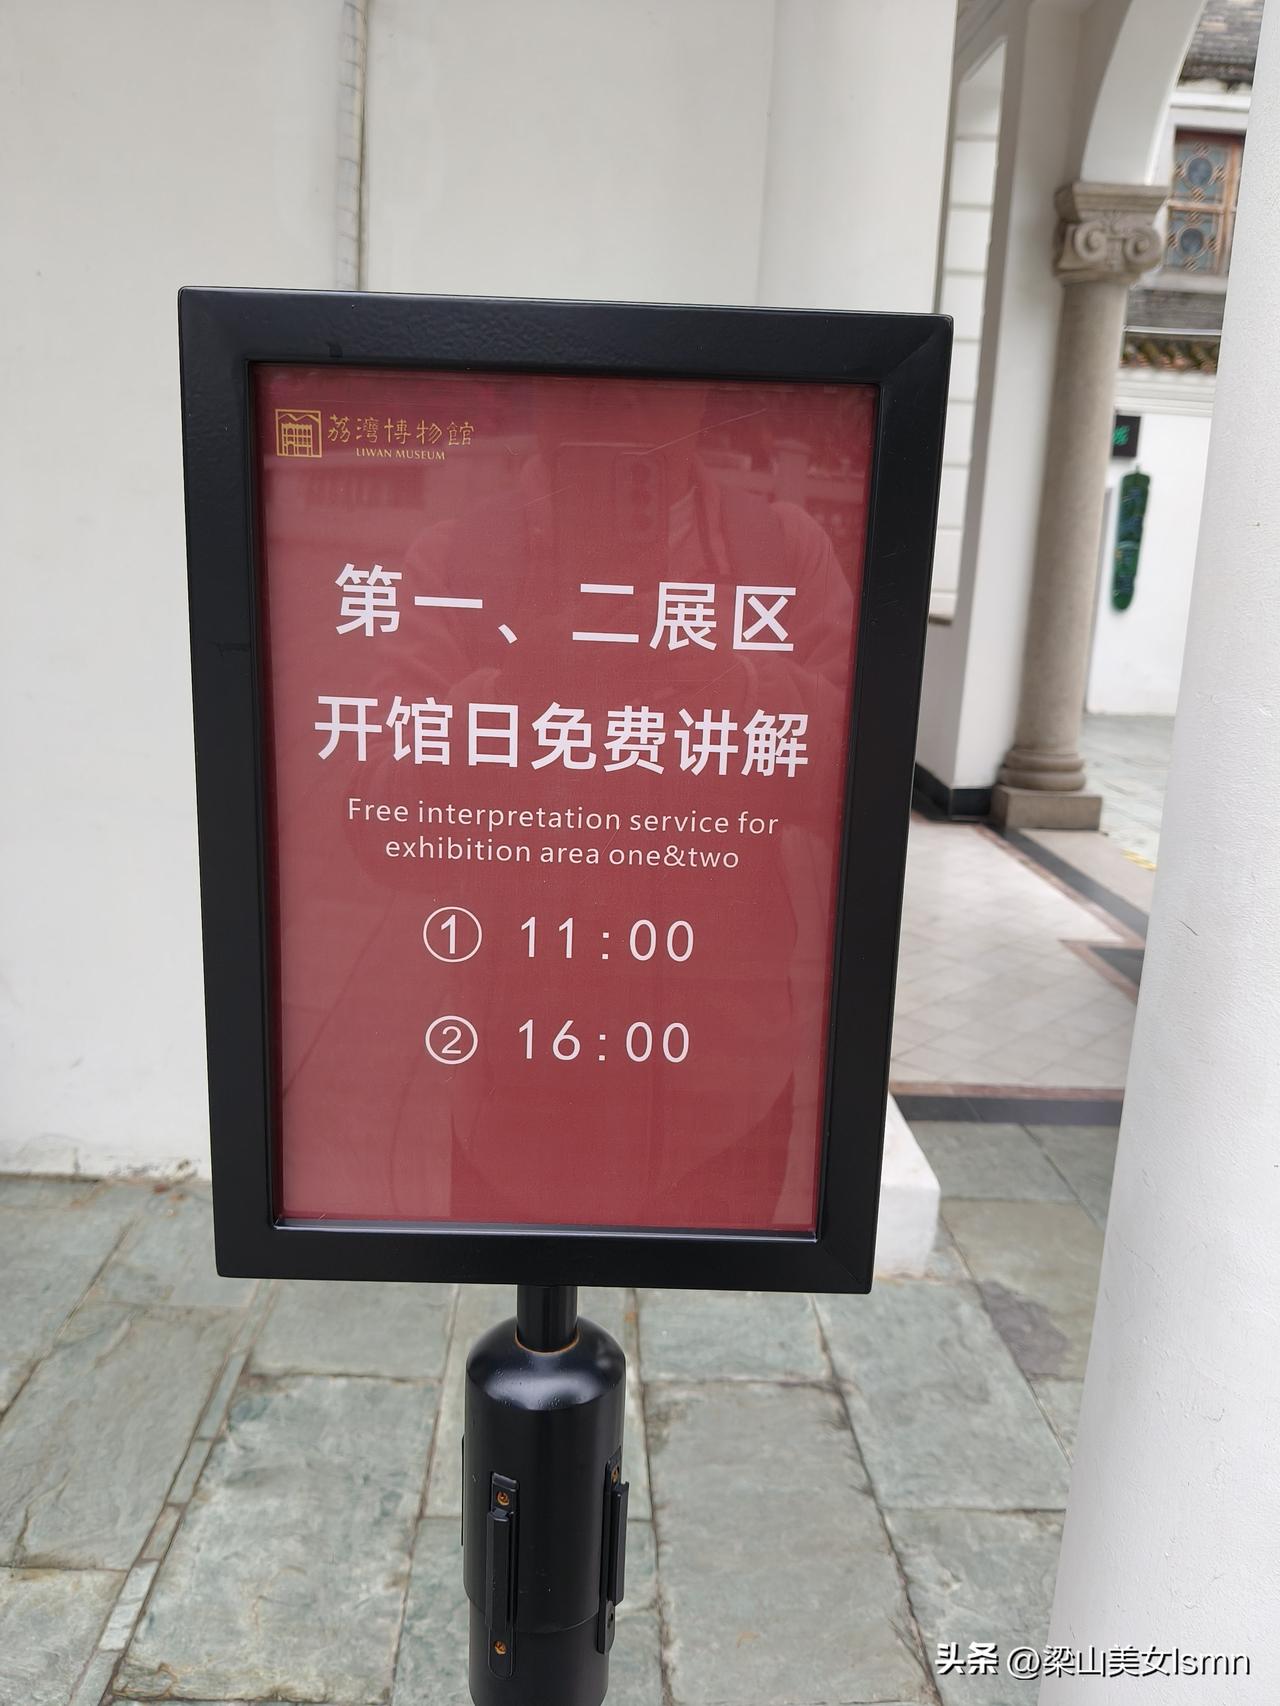 荔灣博物館
LIWAN MUSEUM
第一、二展区
开馆日免费讲解
Free interpretation service for
exhibition area one&two
① 11:00
② 16:00
头条 @梁山美女lsmn